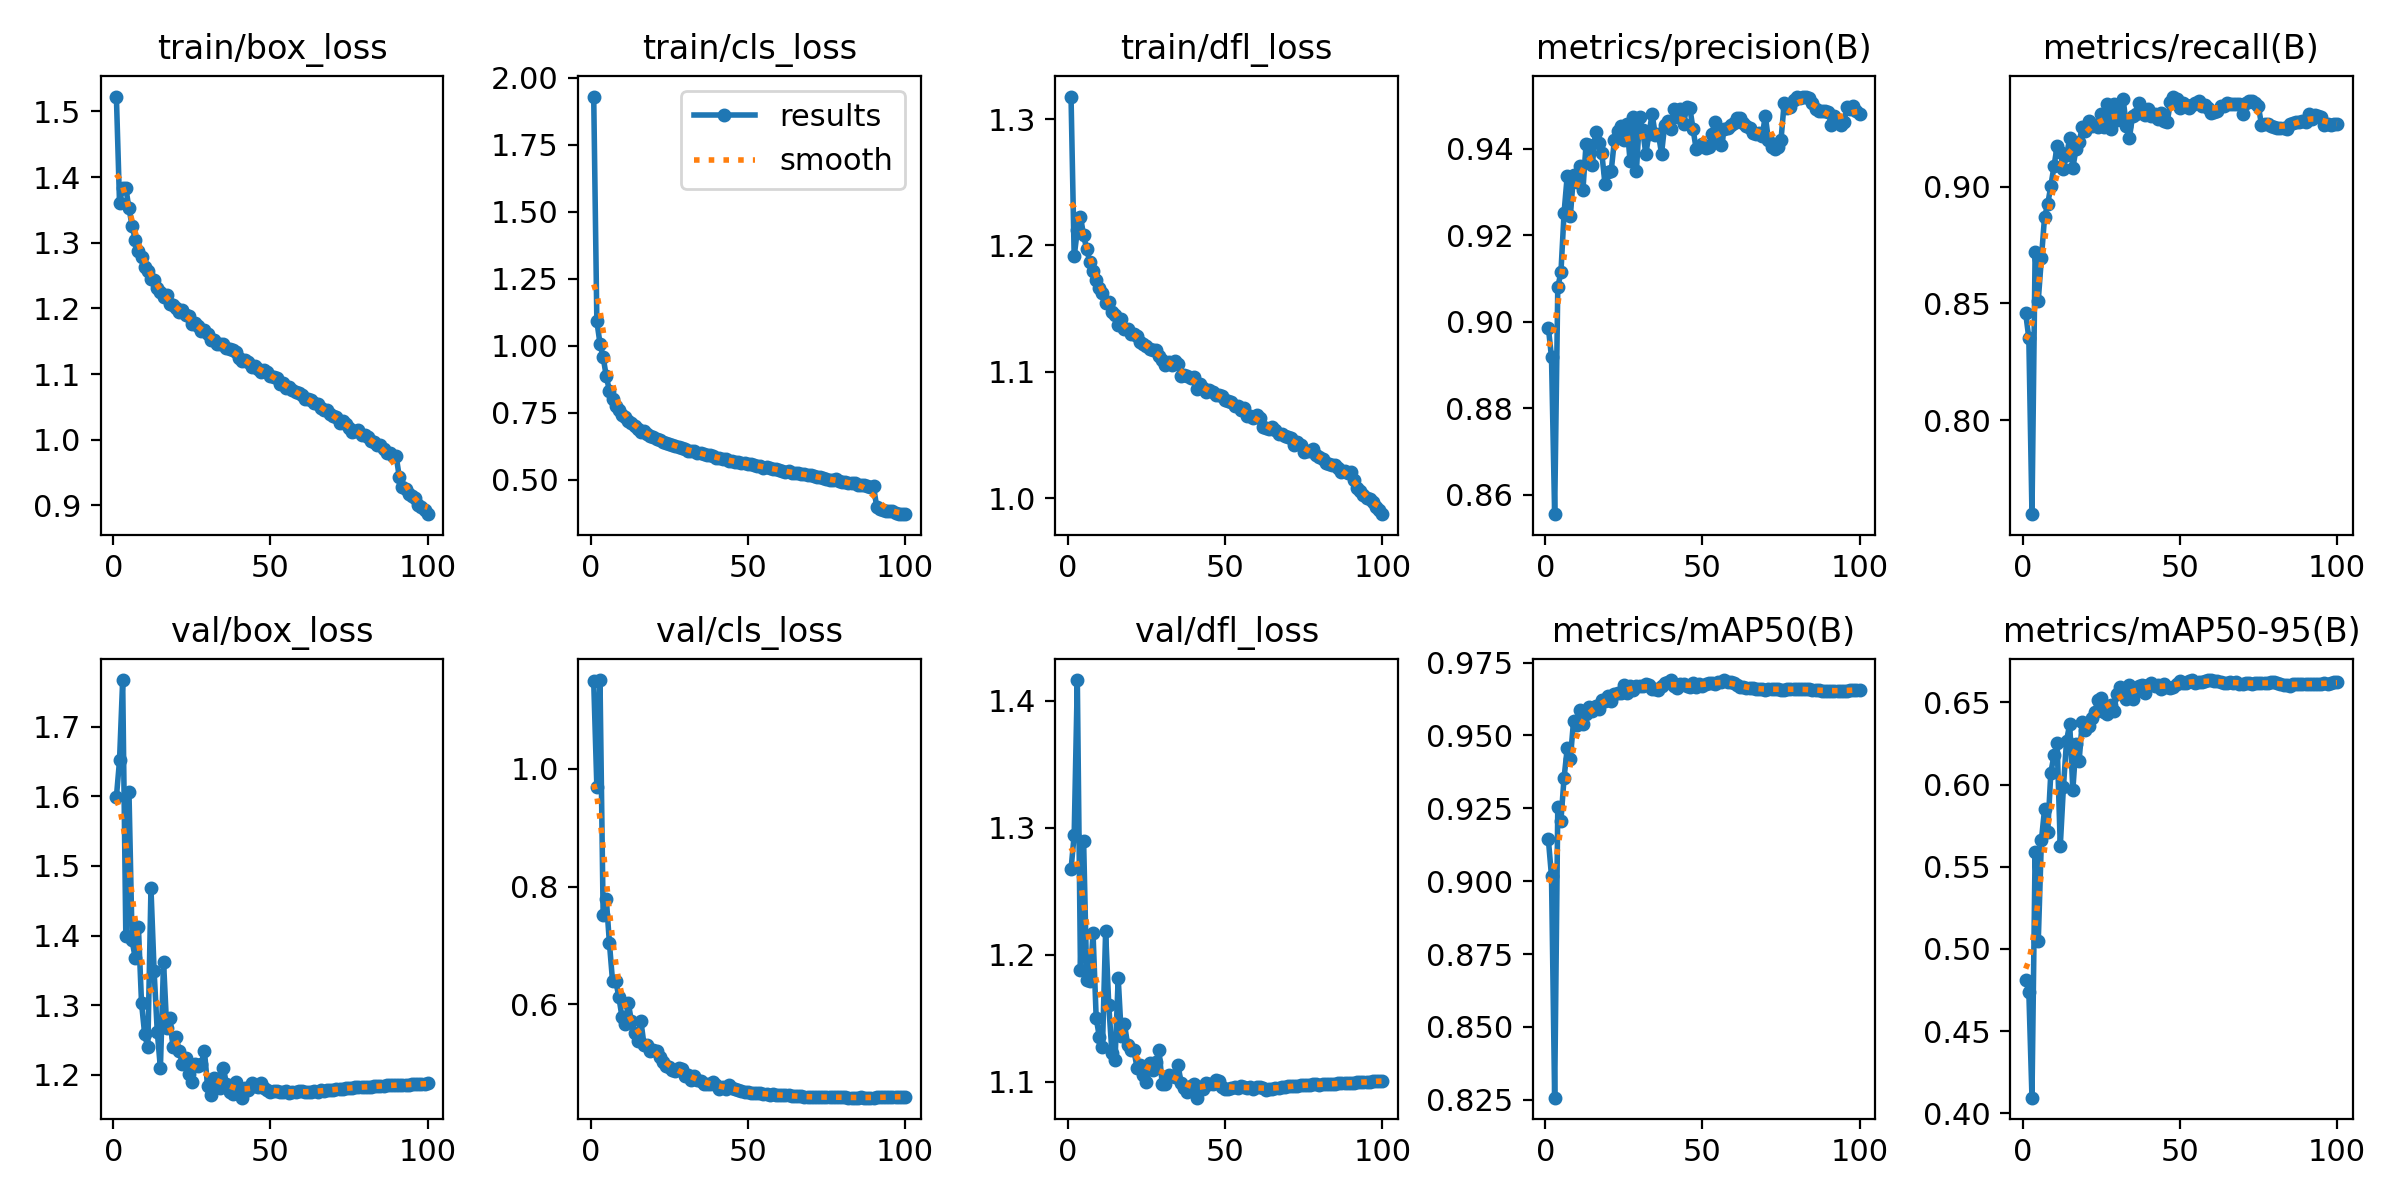 train/box_loss
1.5
1.4
1.3
1.2
1.1
1.0
0.9
0 50 100
train/cls_loss
results
smooth
2.00
1.75
1.50
1.25
1.00
0.75
0.50
0 50 100
train/dfl_loss
1.3
1.2
1.1
1.0
0 50 100
metrics/precision(B)
0.94
0.92
0.90
0.88
0.86
0 50 100
metrics/recall(B)
0.90
0.85
0.80
0 50 100
val/box_loss
1.7
1.6
1.5
1.4
1.3
1.2
0 50 100
val/cls_loss
1.0
0.8
0.6
0 50 100
val/dfl_loss
1.4
1.3
1.2
1.1
0 50 100
metrics/mAP50(B)
0.975
0.950
0.925
0.900
0.875
0.850
0.825
0 50 100
metrics/mAP50-95(B)
0.65
0.60
0.55
0.50
0.45
0.40
0 50 100